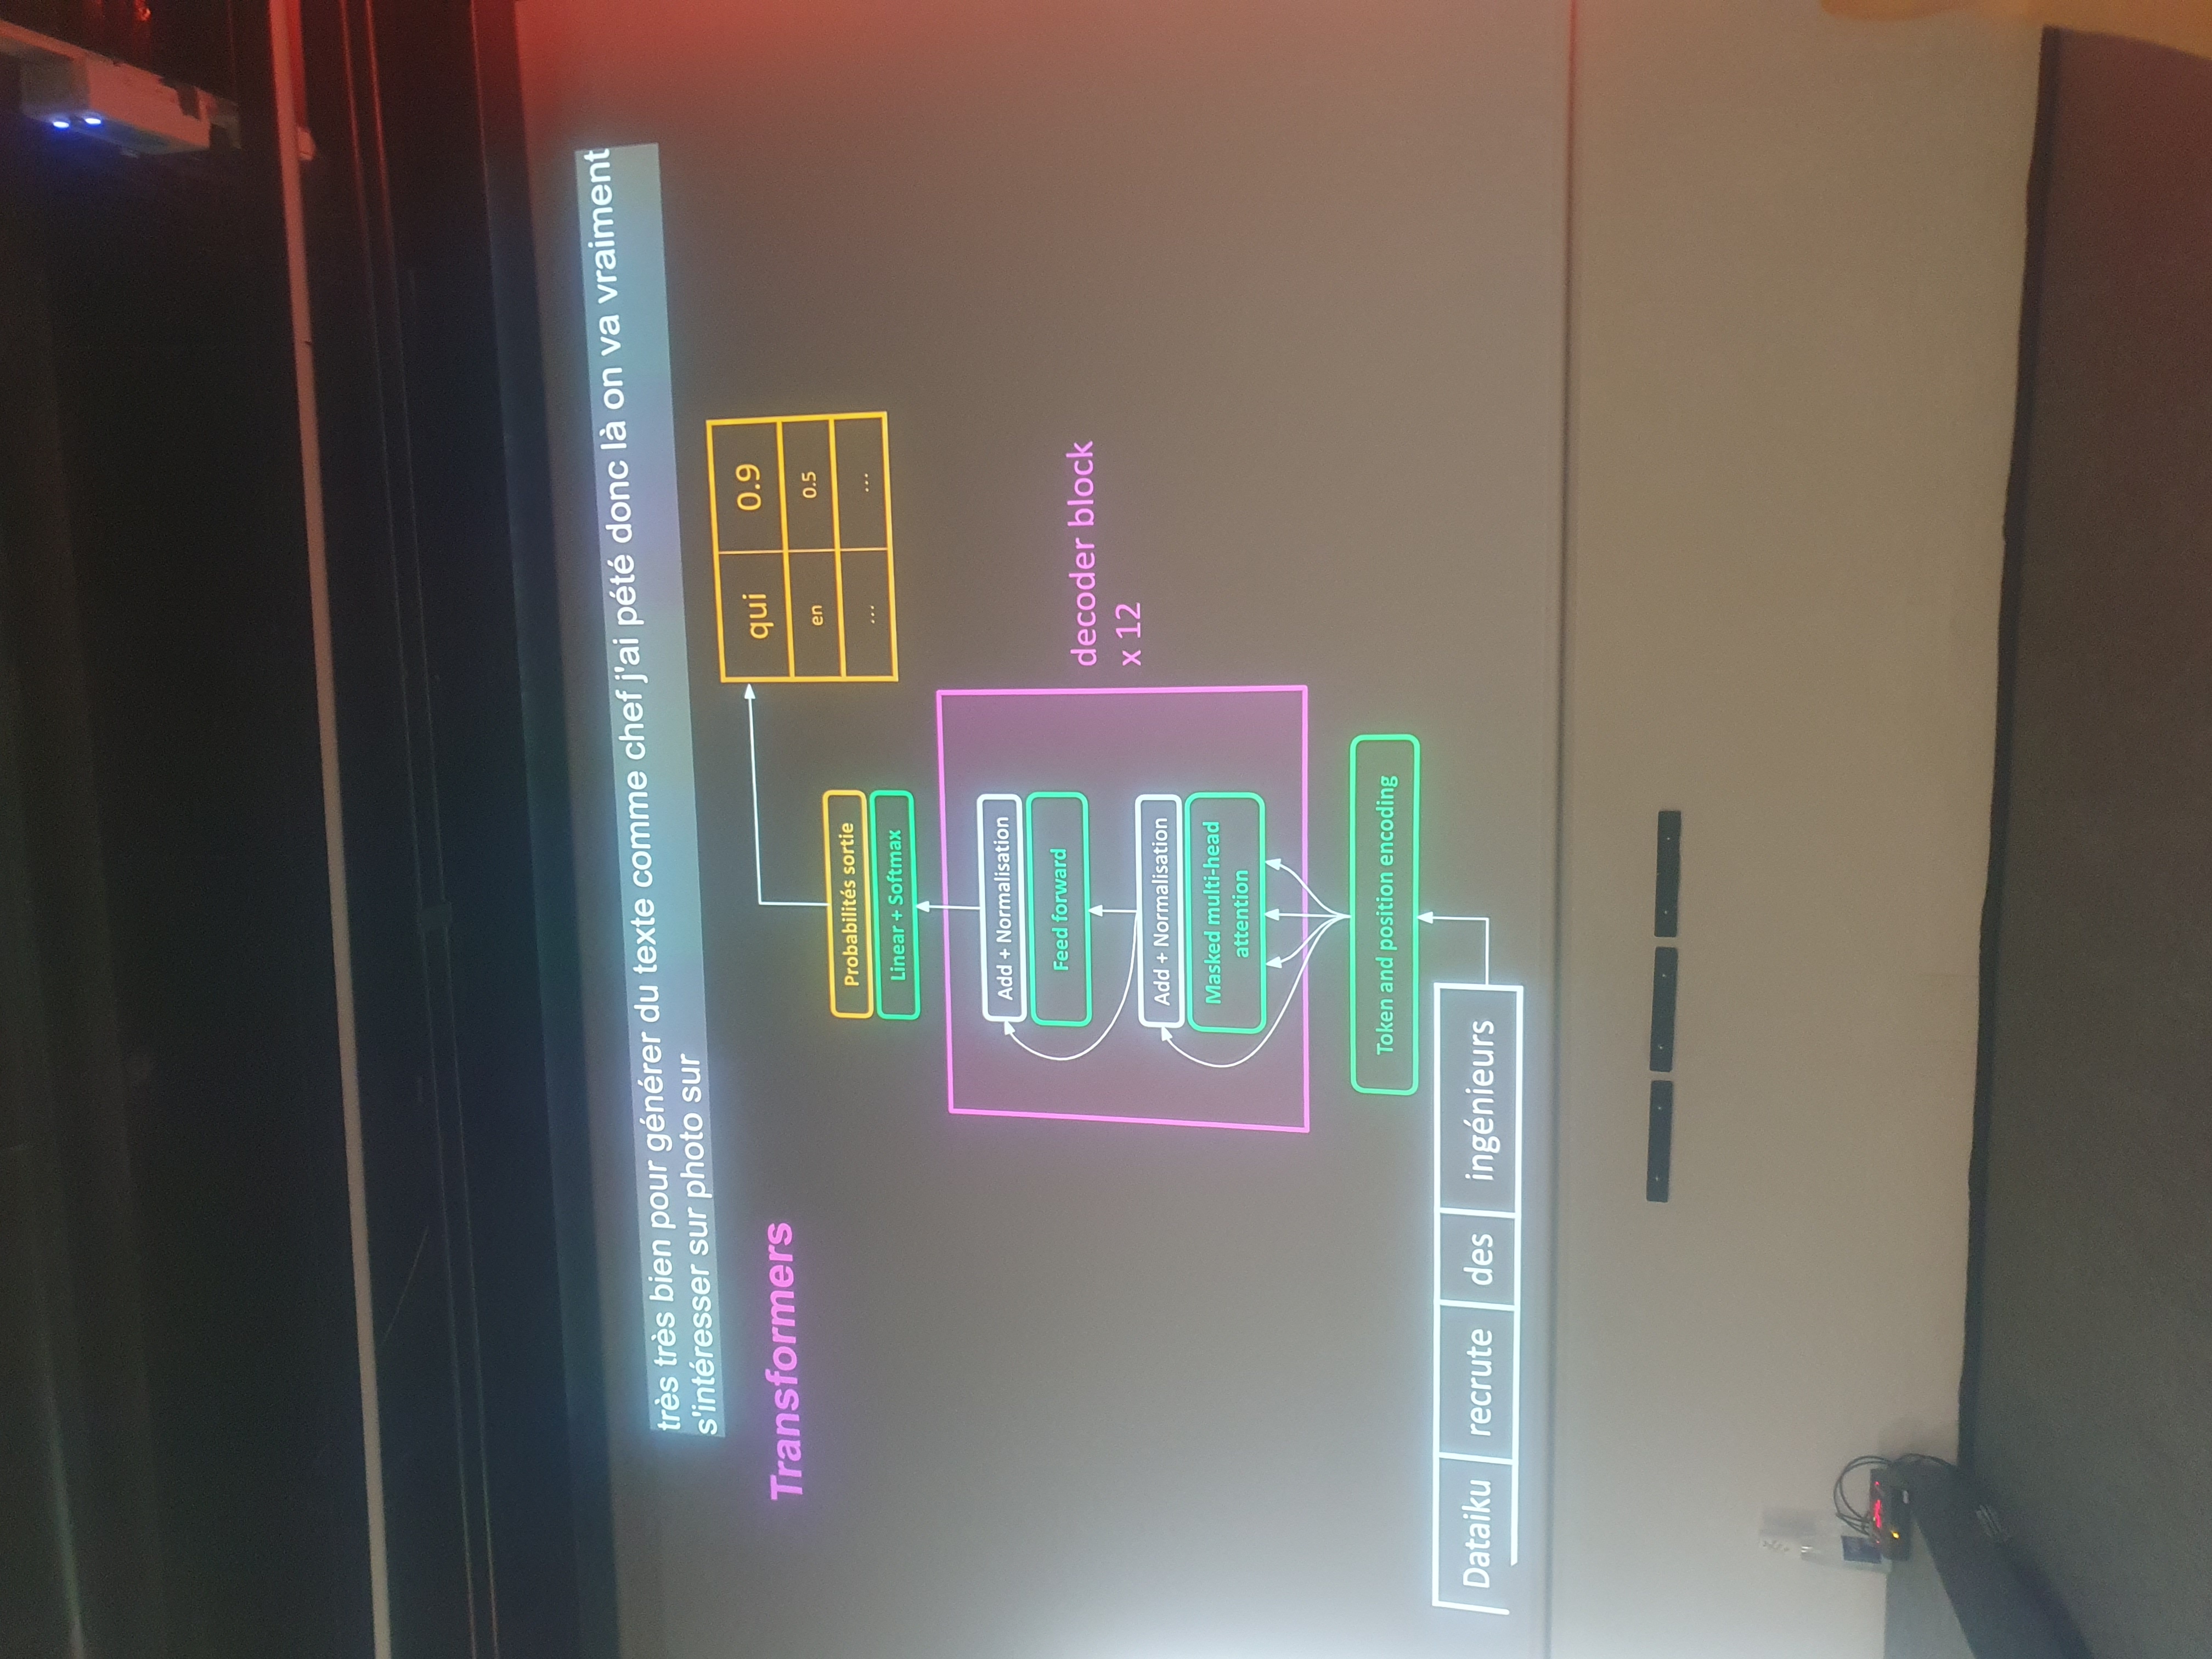 très très bien pour générer du texte comme chef j'ai pété donc là on va vraiment
s'intéresser sur photo sur
Transformers
qui 0.9
en 0.5
... ...
Probabilités sortie
Linear + Softmax
Add + Normalisation
Feed forward
decoder block
x 12
Add + Normalisation
Masked multi-head
attention
Token and position encoding
Dataiku recrute des ingénieurs